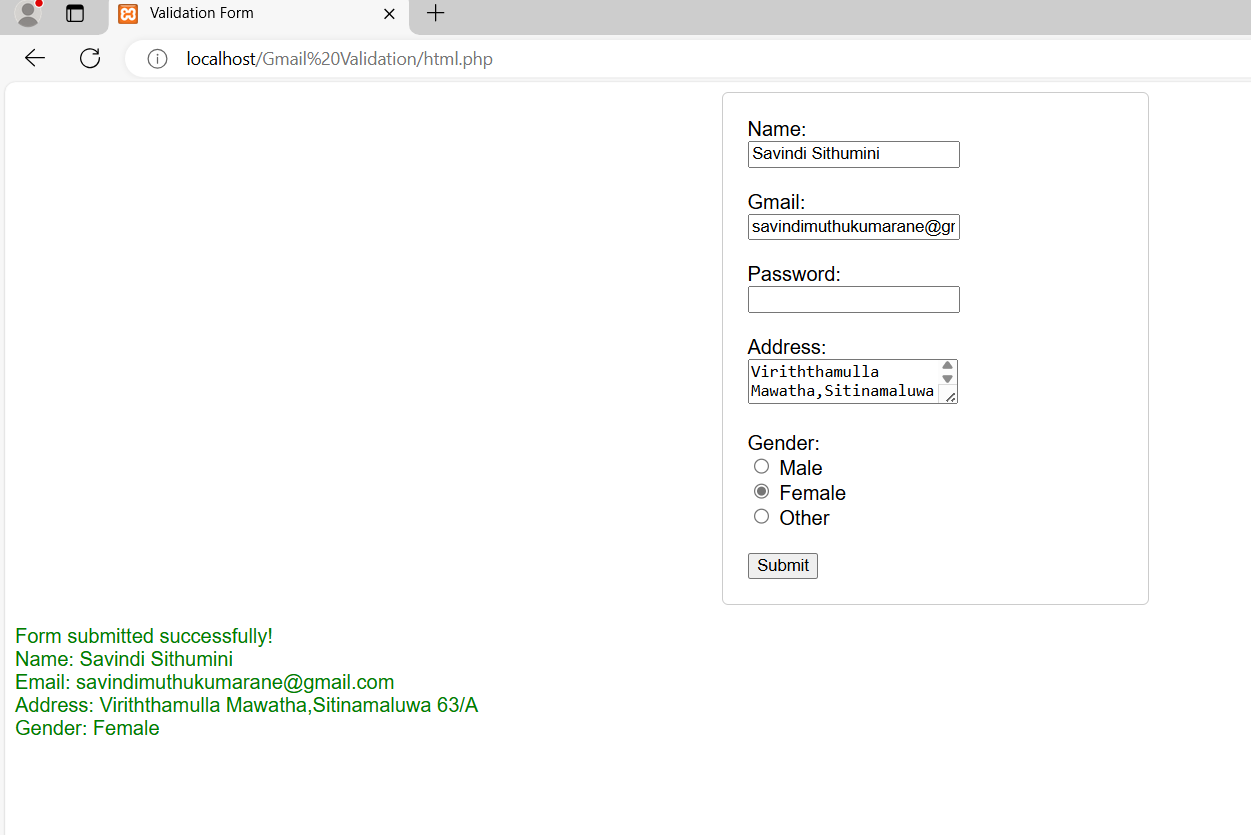 Validation Form
localhost/Gmail%20Validation/html.php
Name:
Savindi Sithumini
Gmail:
savindimuthukumarane@gr
Password:
Address:
Viriththamulla
Mawatha,Sitinamaluwa
Gender:
Male
Female
Other
Submit
Form submitted successfully!
Name: Savindi Sithumini
Email: savindimuthukumarane@gmail.com
Address: Viriththamulla Mawatha,Sitinamaluwa 63/A
Gender: Female